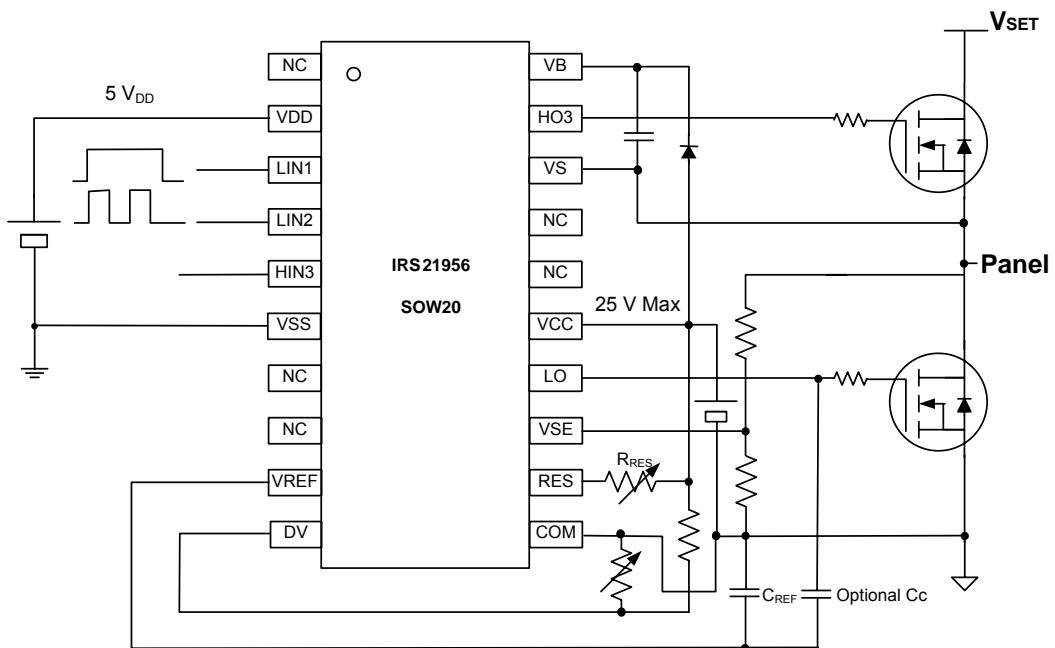 VSET
NC
VB
5 VDD
VDD
HO3
LIN1
VS
LIN2
NC
HIN3
IRS21956
NC
Panel
SOW20
25 V Max
VSS
VCC
NC
LO
NC
VSE
RRES
VREF
RES
DV
COM
CREF
Optional Cc